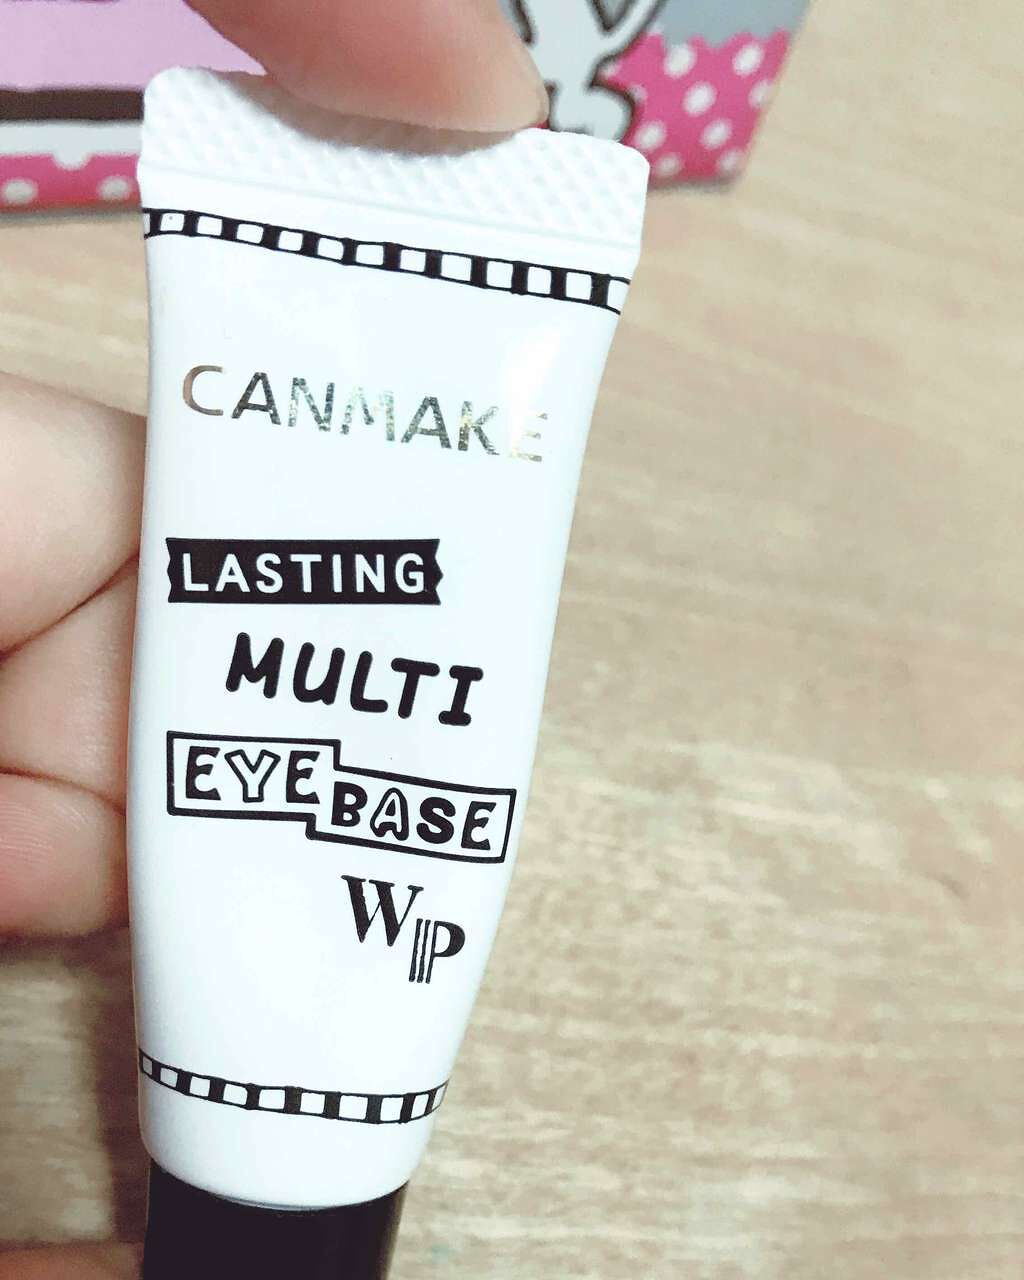 CANMAKE
LASTING
MULTI
EYE BASE
WP